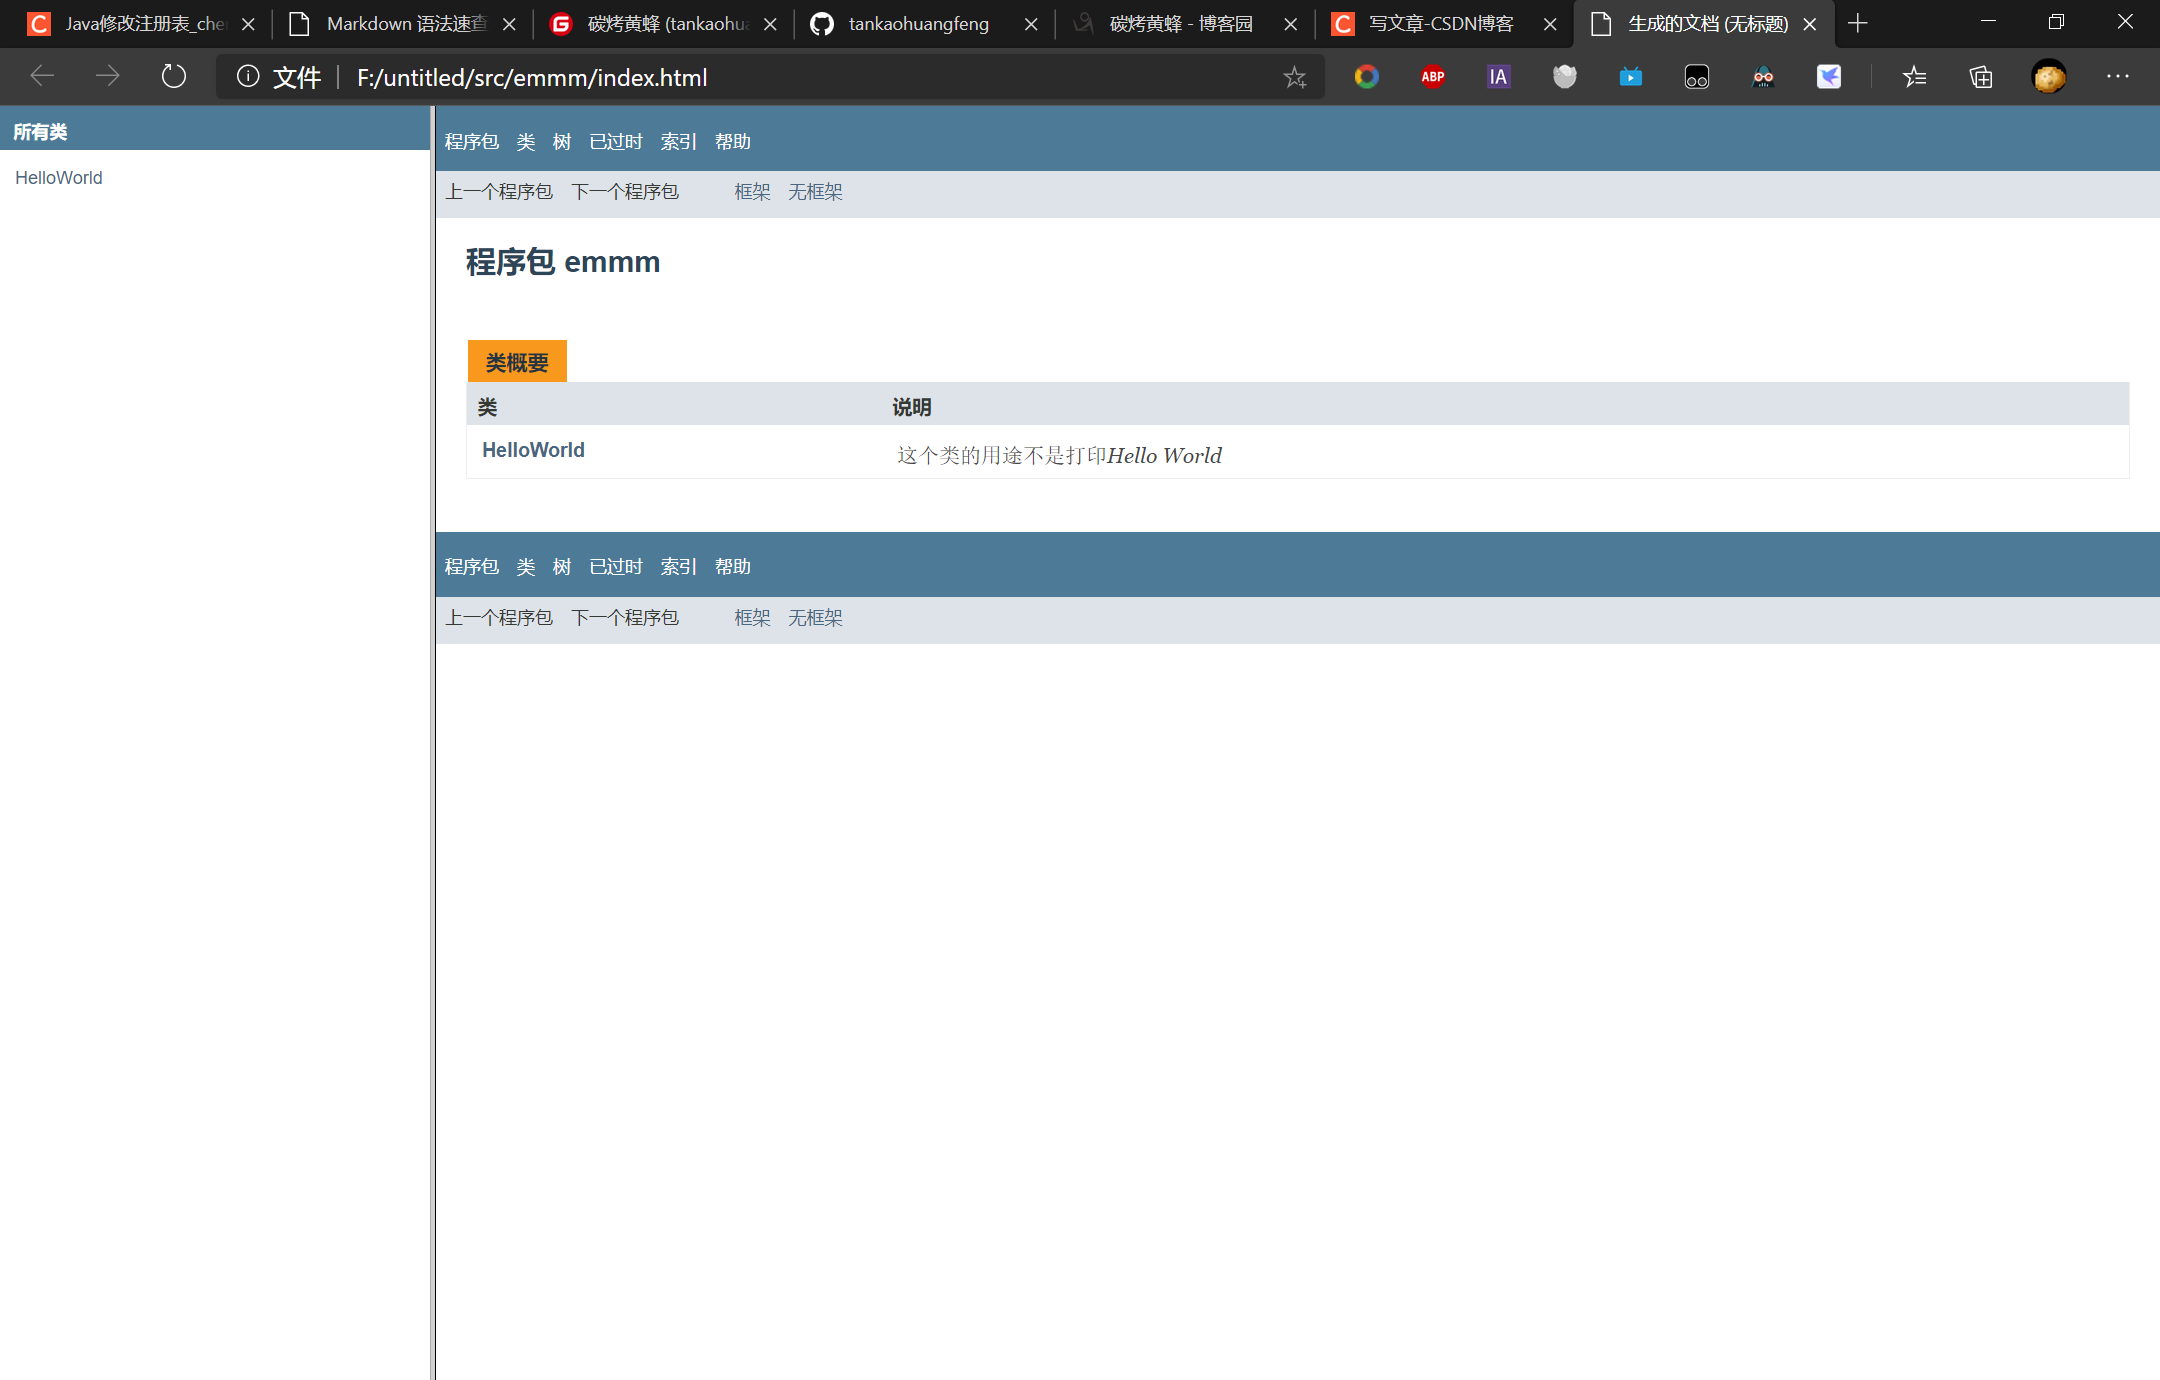 Java修改注册表_che
Markdown 语法速查
碳烤黄蜂 (tankaohua
tankaohuangfeng
碳烤黄蜂 - 博客园
写文章-CSDN博客
生成的文档 (无标题)
文件 F:/untitled/src/emmm/index.html
ABP
IA
所有类
HelloWorld
程序包 类 树 已过时 索引 帮助
上一个程序包 下一个程序包 框架 无框架
程序包 emmm
类概要
类 说明
HelloWorld 这个类的用途不是打印Hello World
程序包 类 树 已过时 索引 帮助
上一个程序包 下一个程序包 框架 无框架